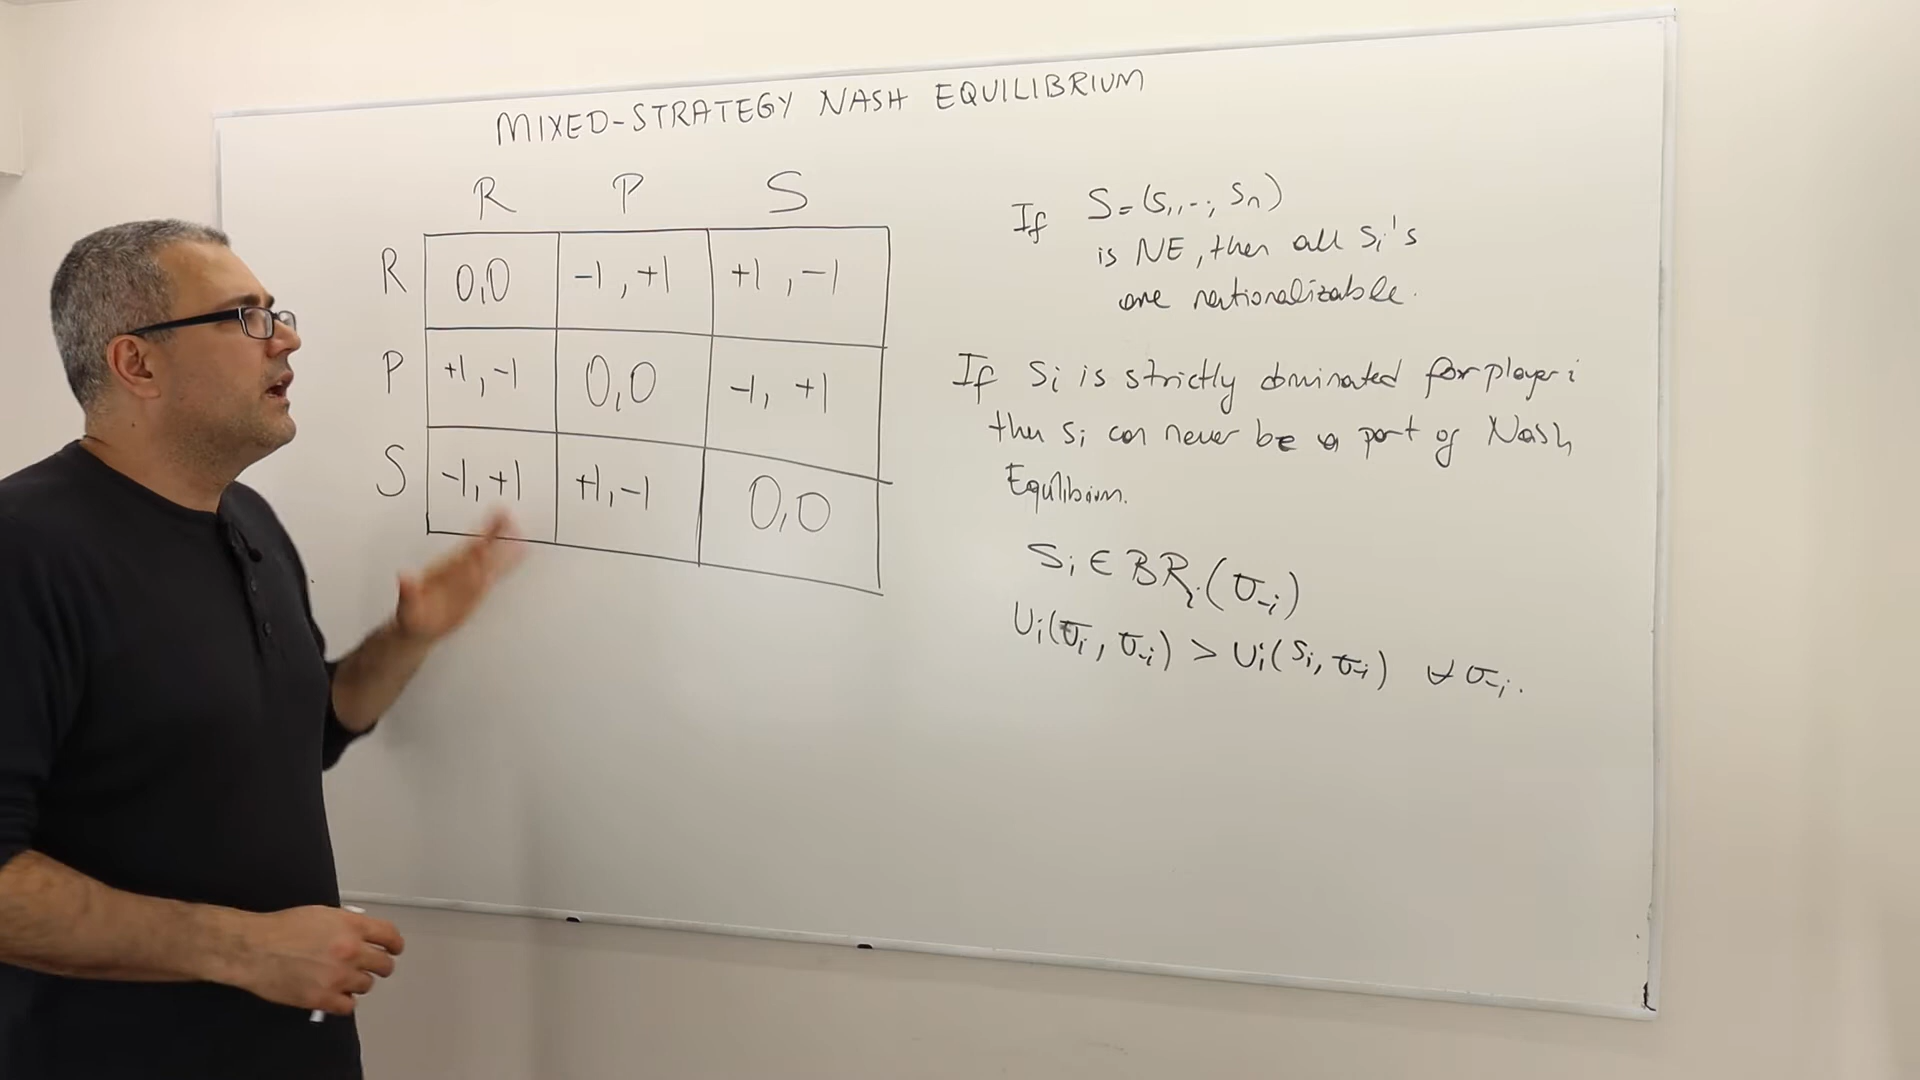 MIXED-STRATEGY NASH EQUILIBRIUM
R P S
R 0,0 -1, +1 +1, -1
P +1, -1 0,0 -1, +1
S -1, +1 +1, -1 0,0
If S=(s₁,..,sₙ)
is NE, then all sᵢ's
are rationalizable.
If sᵢ is strictly dominated for player i
then sᵢ can never be a part of Nash
Equilibrium.
sᵢ ∈ BRᵢ(σ₋ᵢ)
Uᵢ(σᵢ, σ₋ᵢ) > Uᵢ(sᵢ, σ₋ᵢ) ∀ σ₋ᵢ.